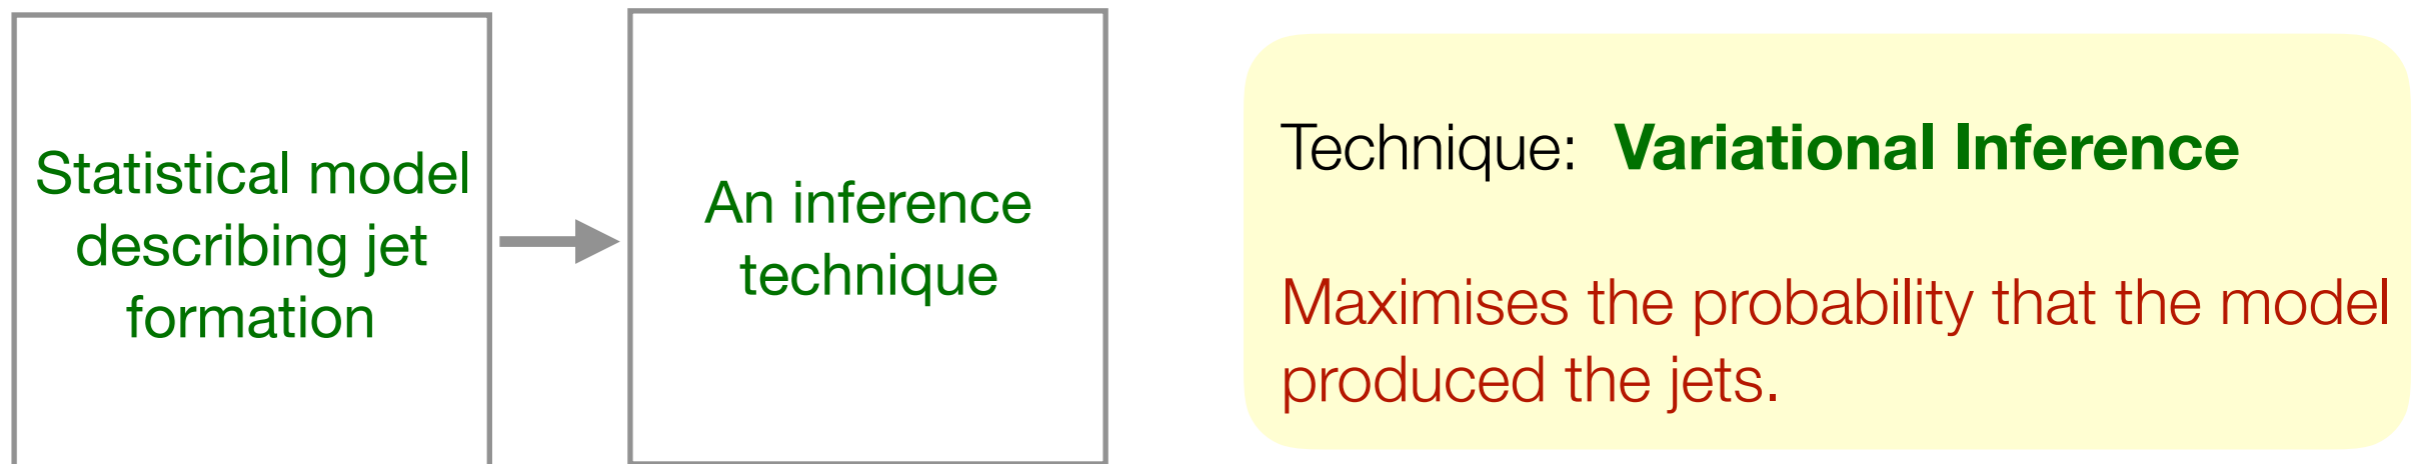 Statistical model
describing jet
formation
An inference
technique
Technique: Variational Inference
Maximises the probability that the model
produced the jets.